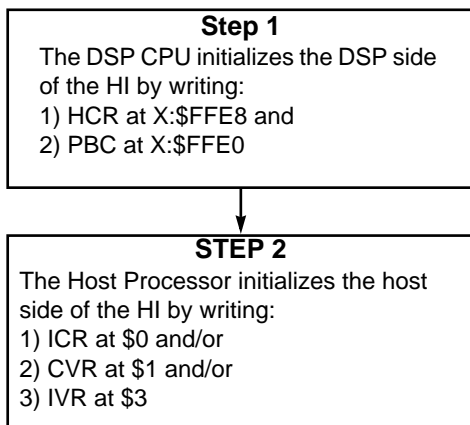 Step 1
The DSP CPU initializes the DSP side
of the HI by writing:
1) HCR at X:$FFE8 and
2) PBC at X:$FFE0
STEP 2
The Host Processor initializes the host
side of the HI by writing:
1) ICR at $0 and/or
2) CVR at $1 and/or
3) IVR at $3